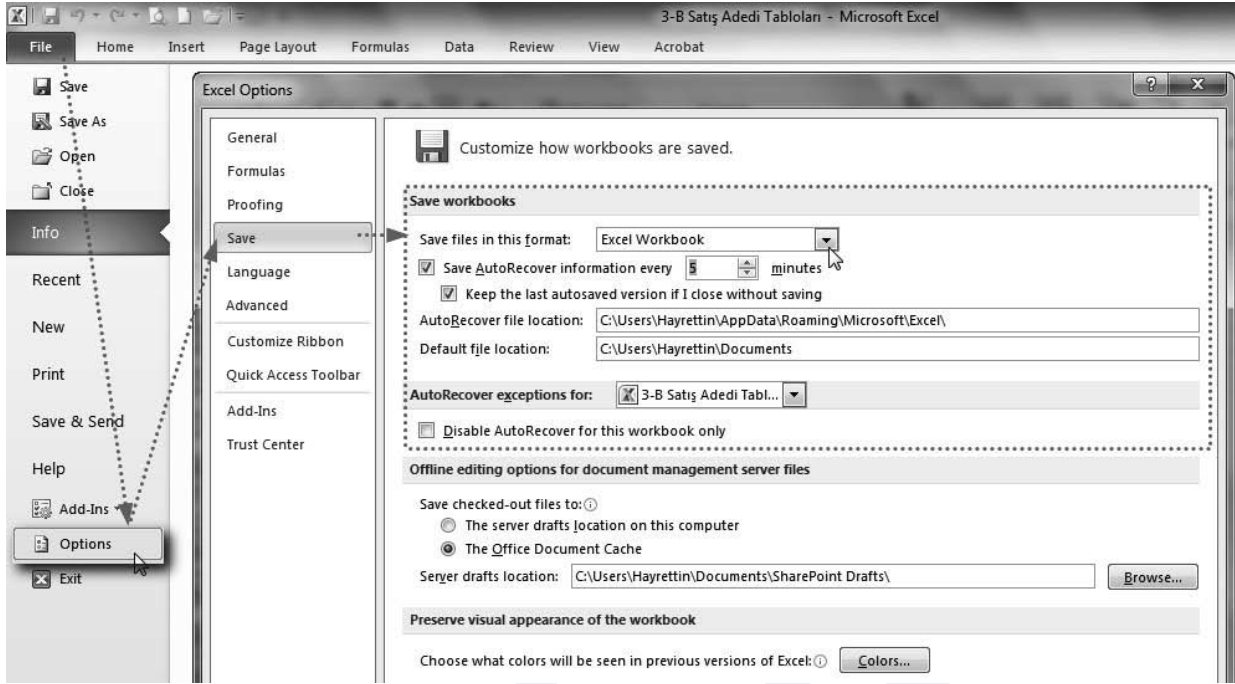 3-B Satış Adedi Tabloları - Microsoft Excel
File Home Insert Page Layout Formulas Data Review View Acrobat
Save
Save As
Open
Close
Info
Recent
New
Print
Save & Send
Help
Add-Ins
Options
Exit
Excel Options
General
Formulas
Proofing
Save
Language
Advanced
Customize Ribbon
Quick Access Toolbar
Add-Ins
Trust Center
Customize how workbooks are saved.
Save workbooks
Save files in this format: Excel Workbook
Save AutoRecover information every 5 minutes
Keep the last autosaved version if I close without saving
AutoRecover file location: C:\Users\Hayrettin\AppData\Roaming\Microsoft\Excel\
Default file location: C:\Users\Hayrettin\Documents
AutoRecover exceptions for: 3-B Satış Adedi Tabl...
Disable AutoRecover for this workbook only
Offline editing options for document management server files
Save checked-out files to:
The server drafts location on this computer
The Office Document Cache
Server drafts location: C:\Users\Hayrettin\Documents\SharePoint Drafts\ Browse...
Preserve visual appearance of the workbook
Choose what colors will be seen in previous versions of Excel: Colors...